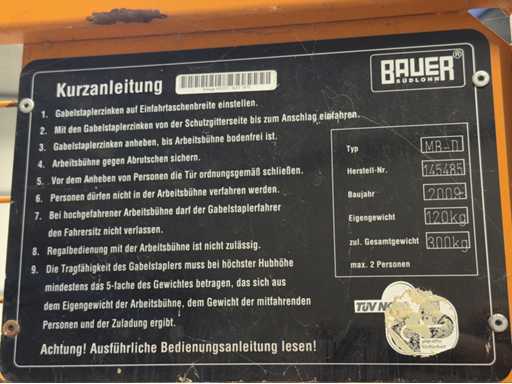 BAUER®
SÜDLOHN
Kurzanleitung
1. Gabelstaplerzinken auf Einfahrtaschenbreite einstellen.
2. Mit den Gabelstaplerzinken von der Schutzgitterseite bis zum Anschlag einfahren.
3. Gabelstaplerzinken anheben, bis Arbeitsbühne bodenfrei ist.
4. Arbeitsbühne gegen Abrutschen sichern.
5. Vor dem Anheben von Personen die Tür ordnungsgemäß schließen.
6. Personen dürfen nicht in der Arbeitsbühne verfahren werden.
7. Bei hochgefahrener Arbeitsbühne darf der Gabelstaplerfahrer
den Fahrersitz nicht verlassen.
8. Regalbedienung mit der Arbeitsbühne ist nicht zulässig.
9. Die Tragfähigkeit des Gabelstaplers muss bei höchster Hubhöhe
mindestens das 5-fache des Gewichtes betragen, das sich aus
dem Eigengewicht der Arbeitsbühne, dem Gewicht der mitfahrenden
Personen und der Zuladung ergibt.
Achtung! Ausführliche Bedienungsanleitung lesen!
Typ MB-D
Herstell-Nr. 145485
Baujahr 2009
Eigengewicht 120kg
zul. Gesamtgewicht 300kg
max. 2 Personen
TÜV
geprüfte
Sicherheit